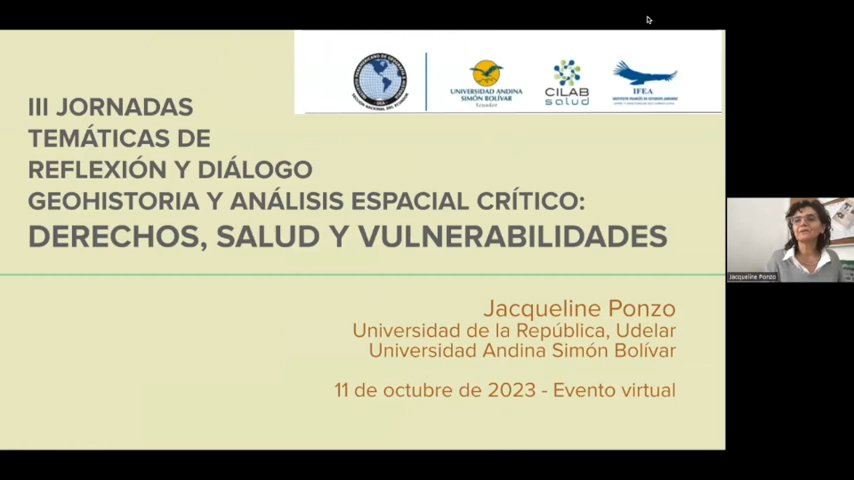 UNIVERSIDAD ANDINA
SIMÓN BOLÍVAR
Ecuador
CILAB
salud
IFEA
III JORNADAS
TEMÁTICAS DE
REFLEXIÓN Y DIÁLOGO
GEOHISTORIA Y ANÁLISIS ESPACIAL CRÍTICO:
DERECHOS, SALUD Y VULNERABILIDADES
Jacqueline Ponzo
Universidad de la República, Udelar
Universidad Andina Simón Bolívar
11 de octubre de 2023 - Evento virtual
Jacqueline Ponzo